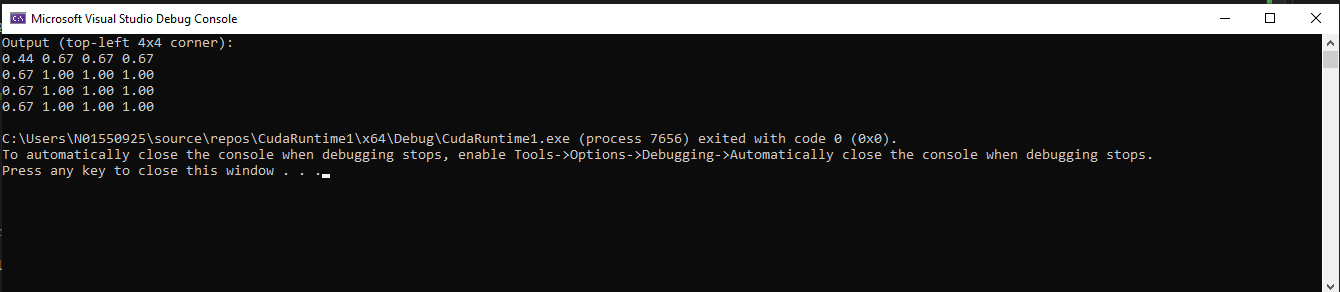 Microsoft Visual Studio Debug Console
Output (top-left 4x4 corner):
0.44 0.67 0.67 0.67
0.67 1.00 1.00 1.00
0.67 1.00 1.00 1.00
0.67 1.00 1.00 1.00
C:\Users\N01550925\source\repos\CudaRuntime1\x64\Debug\CudaRuntime1.exe (process 7656) exited with code 0 (0x0).
To automatically close the console when debugging stops, enable Tools->Options->Debugging->Automatically close the console when debugging stops.
Press any key to close this window . . .